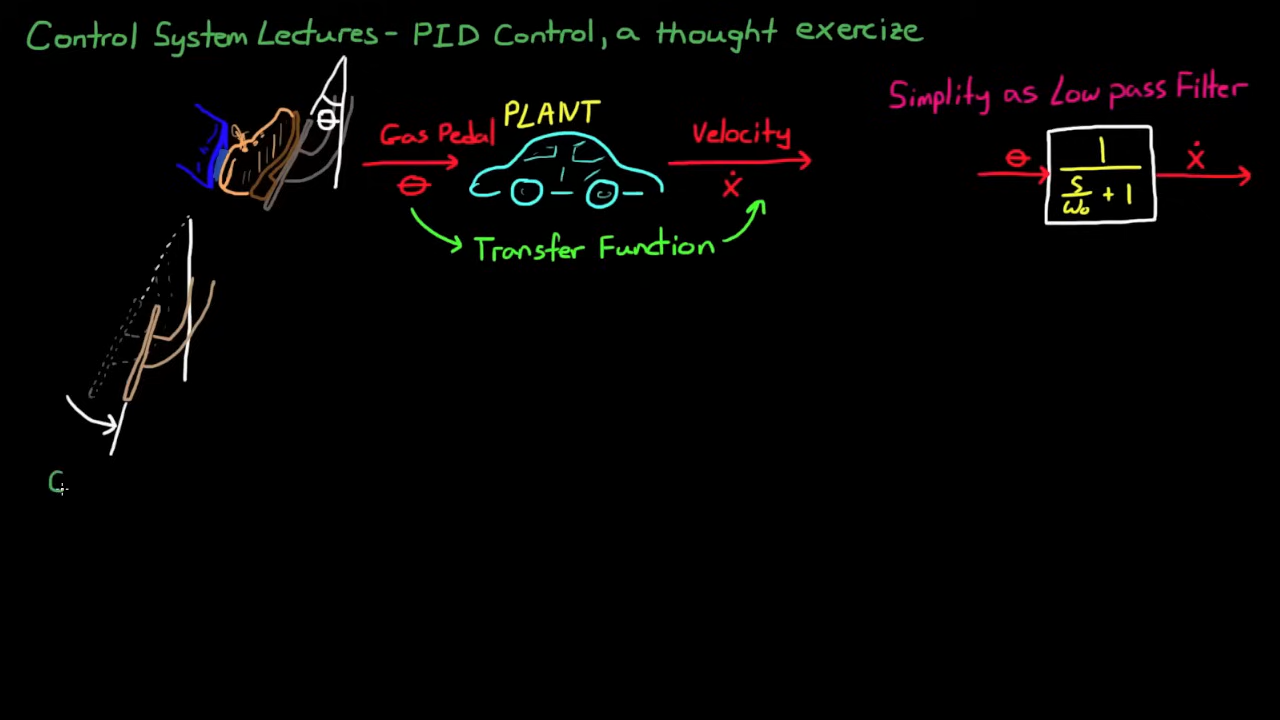 Control System Lectures - PID Control, a thought exercize
Simplify as Low pass Filter
PLANT
Gas Pedal
Velocity
θ
θ
ẋ
Transfer Function
θ
1
S/ω₀ + 1
ẋ
C